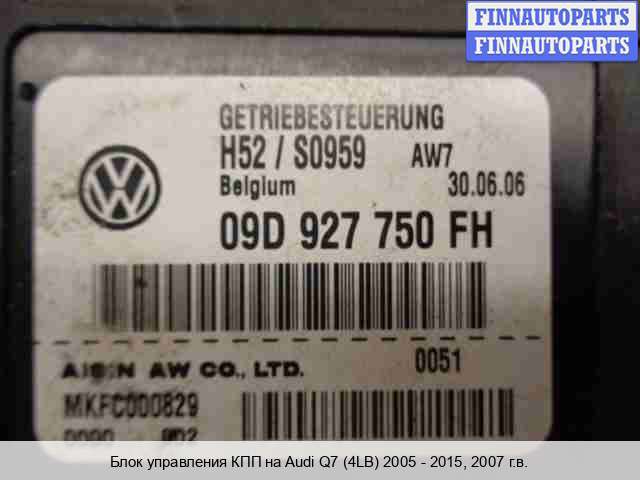 FINNAUTOPARTS
FINNAUTOPARTS
GETRIEBESTEUERUNG
H52 / S0959 AW7
Belgium 30.06.06
09D 927 750 FH
AISIN AW CO., LTD. 0051
MKFC000829
Блок управления КПП на Audi Q7 (4LB) 2005 - 2015, 2007 г.в.